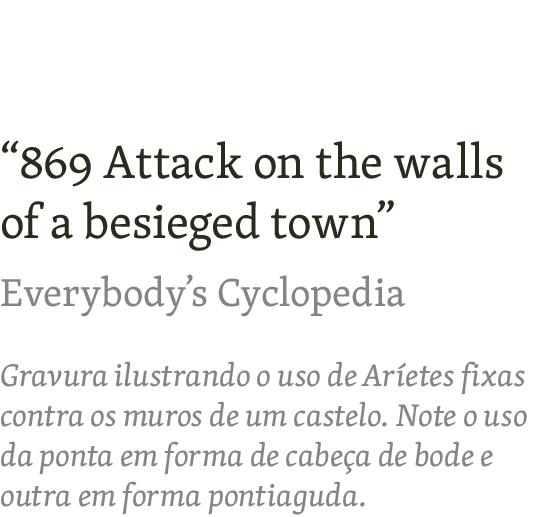 “869 Attack on the walls
of a besieged town”
Everybody’s Cyclopedia
Gravura ilustrando o uso de Aríetes fixas
contra os muros de um castelo. Note o uso
da ponta em forma de cabeça de bode e
outra em forma pontiaguda.